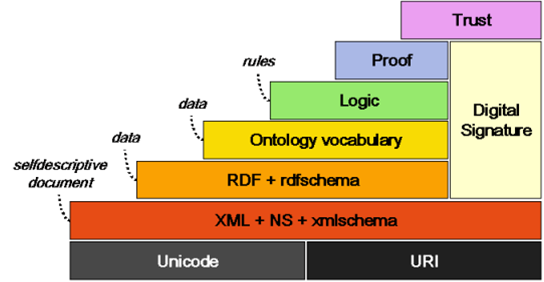 Trust
Proof
rules
Logic
Digital
Signature
data
Ontology vocabulary
data
RDF + rdfschema
selfdescriptive
document
XML + NS + xmlschema
Unicode
URI